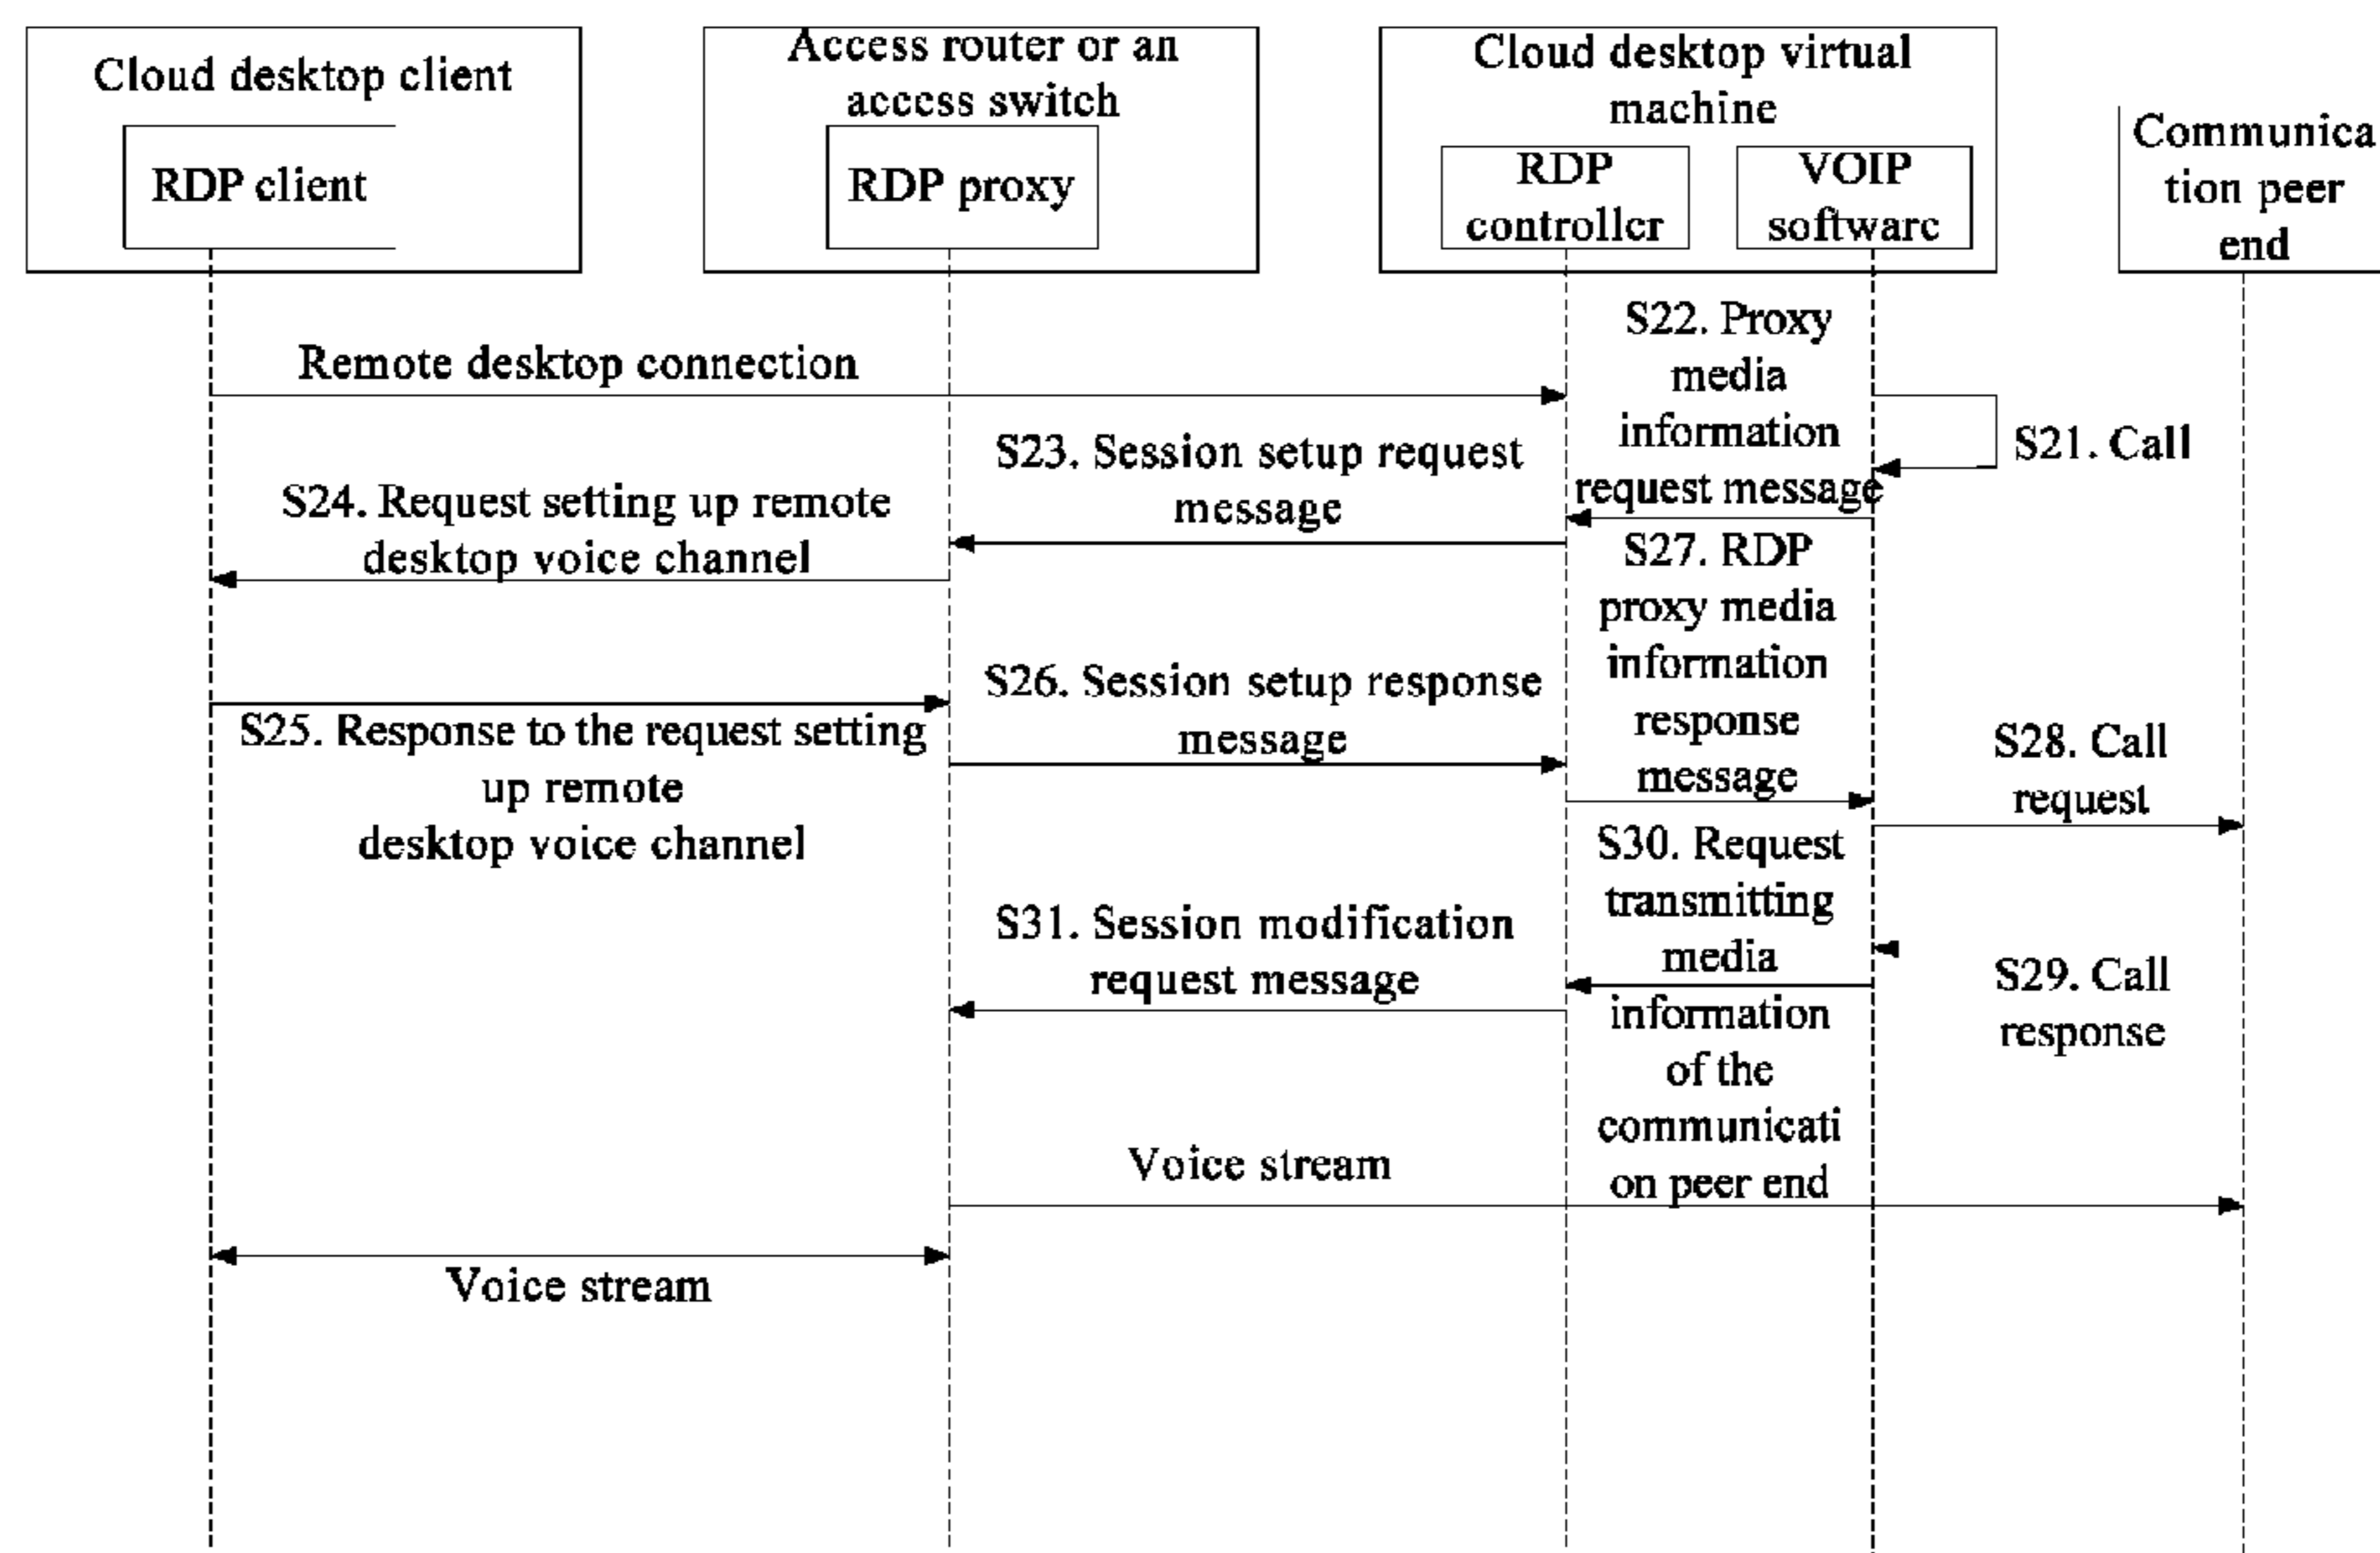 Cloud desktop client
RDP client
Access router or an
access switch
RDP proxy
Cloud desktop virtual
machine
RDP
controller
VOIP
software
Communica
tion peer
end
Remote desktop connection
S21. Call
S22. Proxy
media
information
request message
S23. Session setup request
message
S24. Request setting up remote
desktop voice channel
S25. Response to the request setting
up remote
desktop voice channel
S26. Session setup response
message
S27. RDP
proxy media
information
response
message
S28. Call
request
S29. Call
response
S30. Request
transmitting
media
information
of the
communicati
on peer end
S31. Session modification
request message
Voice stream
Voice stream